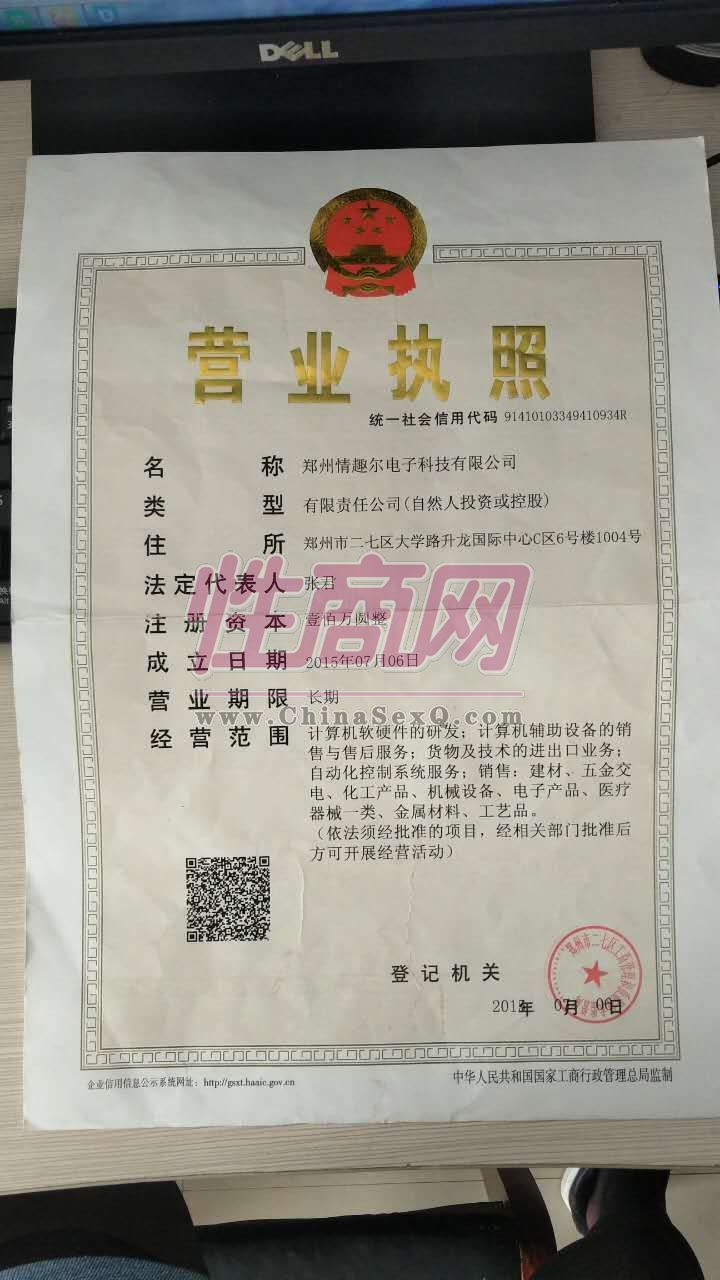 DELL
营业执照
统一社会信用代码 91410103349410934R
名称 郑州情趣尔电子科技有限公司
类型 有限责任公司(自然人投资或控股)
住所 郑州市二七区大学路升龙国际中心C区6号楼1004号
法定代表人 张君
注册资本 壹佰万圆整
成立日期 2015年07月06日
营业期限 长期
经营范围 计算机软硬件的研发；计算机辅助设备的销
售与售后服务；货物及技术的进出口业务；
自动化控制系统服务；销售：建材、五金交
电、化工产品、机械设备、电子产品、医疗
器械一类、金属材料、工艺品。
(依法须经批准的项目，经相关部门批准后
方可开展经营活动)
性商网
www.ChinaSexQ.com
登记机关
2015年 07月 06日
企业信用信息公示系统网址：http://gsxt.haaic.gov.cn
中华人民共和国国家工商行政管理总局监制